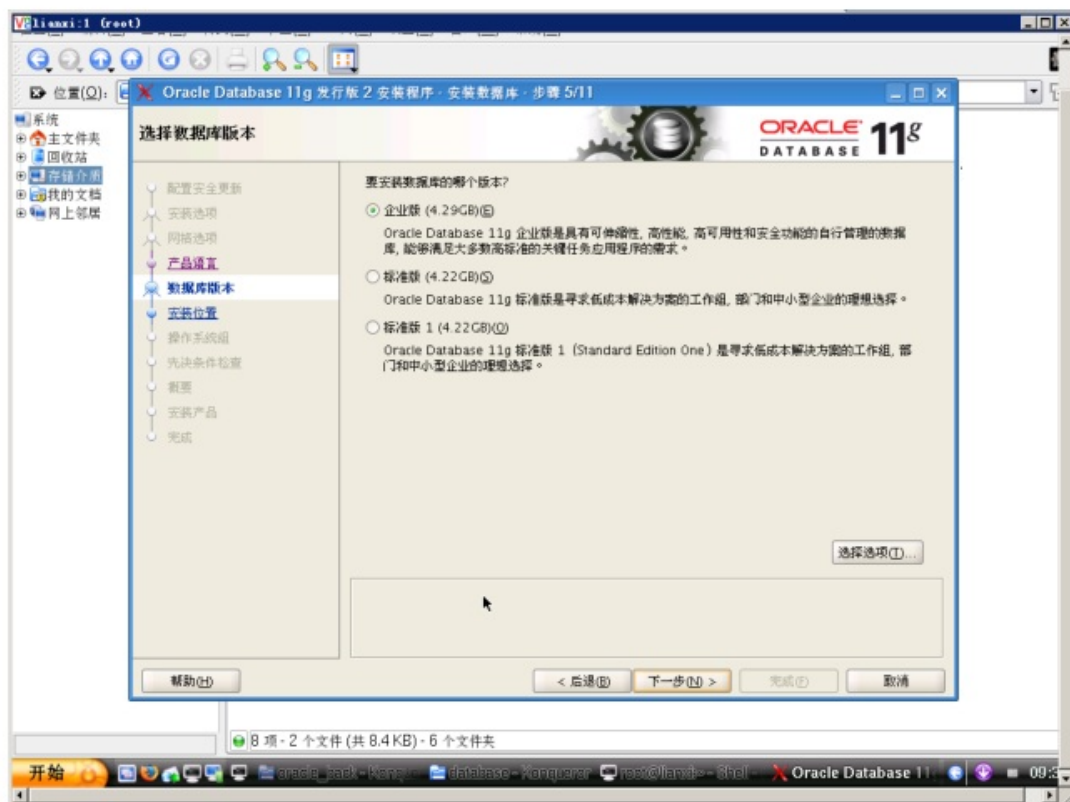 lianxi:1 (root)
位置(O):
Oracle Database 11g 发行版 2 安装程序 - 安装数据库 - 步骤 5/11
系统
主文件夹
回收站
存储介质
我的文档
网上邻居
选择数据库版本
ORACLE
DATABASE
11g
配置安全更新
安装选项
网格选项
产品语言
数据库版本
安装位置
操作系统组
先决条件检查
概要
安装产品
完成
要安装数据库的哪个版本?
企业版 (4.29GB)(E)
Oracle Database 11g 企业版是具有可伸缩性, 高性能, 高可用性和安全功能的自行管理的数据
库, 能够满足大多数高标准的关键任务应用程序的需求。
标准版 (4.22GB)(S)
Oracle Database 11g 标准版是寻求低成本解决方案的工作组, 部门和中小型企业的理想选择。
标准版 1 (4.22GB)(O)
Oracle Database 11g 标准版 1 (Standard Edition One) 是寻求低成本解决方案的工作组, 部
门和中小型企业的理想选择。
选择选项(T)...
帮助(H)
< 后退(B)
下一步(N) >
完成(F)
取消
8 项 - 2 个文件 (共 8.4 KB) - 6 个文件夹
开始
database - Konqueror
root@lianxi:~ - Shell
Oracle Database 11
09:3